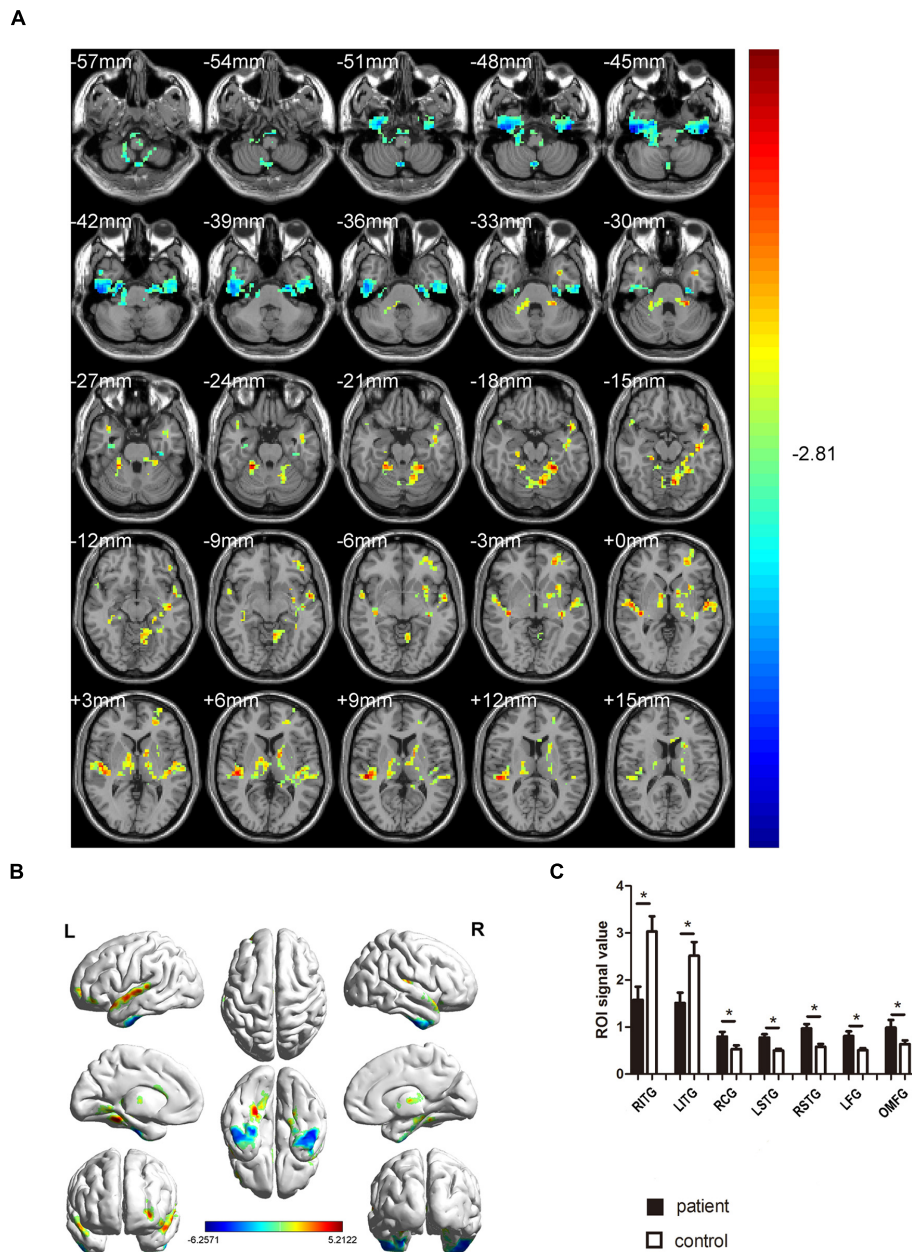 A
-57mm -54mm -51mm -48mm -45mm
-42mm -39mm -36mm -33mm -30mm
-27mm -24mm -21mm -18mm -15mm
-2.81
-12mm -9mm -6mm -3mm +0mm
+3mm +6mm +9mm +12mm +15mm
B
L R
-6.2571 5.2122
C
ROI signal value
4
3
2
1
0
* * * * * * *
RITG LITG RCG LSTG RSTG LFG OMFG
patient
control